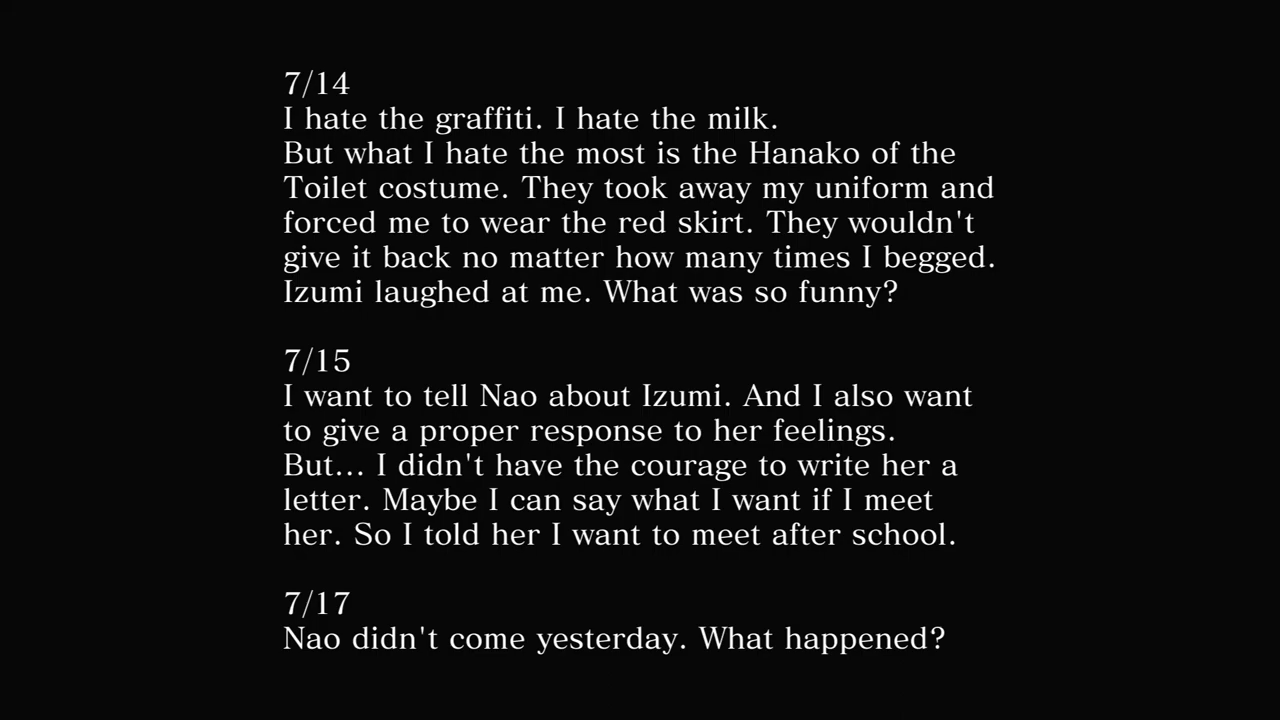 7/14
I hate the graffiti. I hate the milk.
But what I hate the most is the Hanako of the
Toilet costume. They took away my uniform and
forced me to wear the red skirt. They wouldn't
give it back no matter how many times I begged.
Izumi laughed at me. What was so funny?
7/15
I want to tell Nao about Izumi. And I also want
to give a proper response to her feelings.
But... I didn't have the courage to write her a
letter. Maybe I can say what I want if I meet
her. So I told her I want to meet after school.
7/17
Nao didn't come yesterday. What happened?